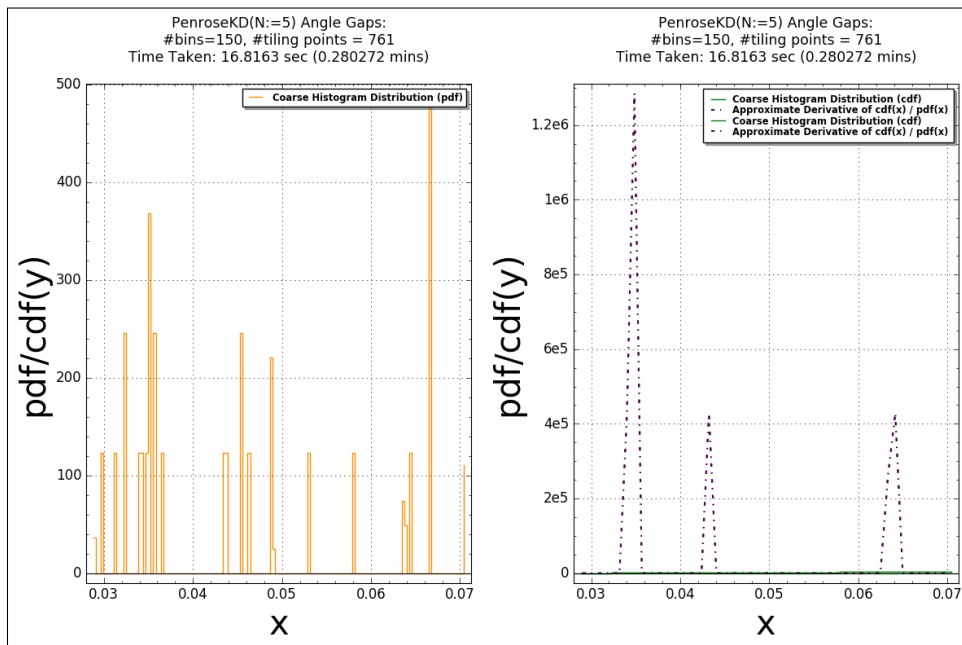 PenroseKD(N:=5) Angle Gaps:
#bins=150, #tiling points = 761
Time Taken: 16.8163 sec (0.280272 mins)
500
400
300
200
100
0
0.03
0.04
0.05
0.06
0.07
pdf/cdf(y)
x
Coarse Histogram Distribution (pdf)
PenroseKD(N:=5) Angle Gaps:
#bins=150, #tiling points = 761
Time Taken: 16.8163 sec (0.280272 mins)
1.2e6
1e6
8e5
6e5
4e5
2e5
0
0.03
0.04
0.05
0.06
0.07
pdf/cdf(y)
x
Coarse Histogram Distribution (cdf)
Approximate Derivative of cdf(x) / pdf(x)
Coarse Histogram Distribution (cdf)
Approximate Derivative of cdf(x) / pdf(x)